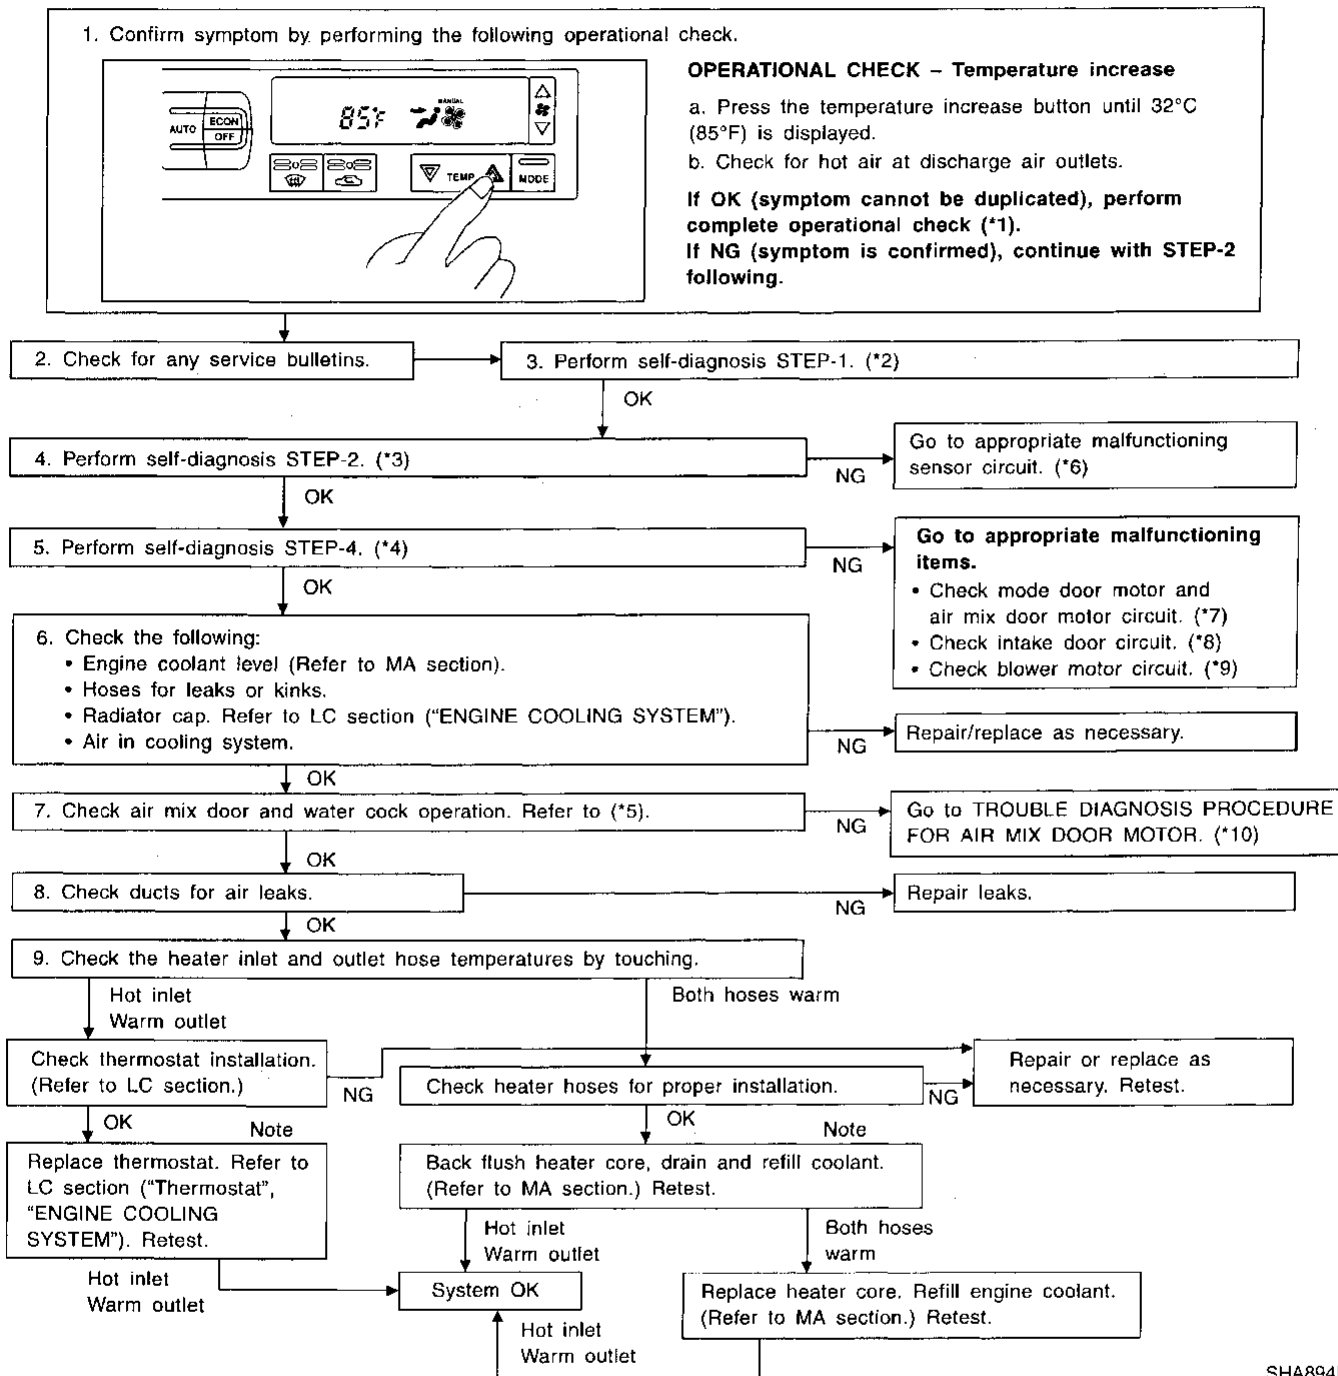 1. Confirm symptom by performing the following operational check.
AUTO
ECON
OFF
85°F
MANUAL
TEMP
MODE
OPERATIONAL CHECK – Temperature increase
a. Press the temperature increase button until 32°C
(85°F) is displayed.
b. Check for hot air at discharge air outlets.
If OK (symptom cannot be duplicated), perform
complete operational check (*1).
If NG (symptom is confirmed), continue with STEP-2
following.
2. Check for any service bulletins.
3. Perform self-diagnosis STEP-1. (*2)
OK
4. Perform self-diagnosis STEP-2. (*3)
NG
Go to appropriate malfunctioning
sensor circuit. (*6)
OK
5. Perform self-diagnosis STEP-4. (*4)
NG
Go to appropriate malfunctioning
items.
• Check mode door motor and
air mix door motor circuit. (*7)
• Check intake door circuit. (*8)
• Check blower motor circuit. (*9)
OK
6. Check the following:
• Engine coolant level (Refer to MA section).
• Hoses for leaks or kinks.
• Radiator cap. Refer to LC section (“ENGINE COOLING SYSTEM”).
• Air in cooling system.
NG
Repair/replace as necessary.
OK
7. Check air mix door and water cock operation. Refer to (*5).
NG
Go to TROUBLE DIAGNOSIS PROCEDURE
FOR AIR MIX DOOR MOTOR. (*10)
OK
8. Check ducts for air leaks.
NG
Repair leaks.
OK
9. Check the heater inlet and outlet hose temperatures by touching.
Hot inlet
Warm outlet
Both hoses warm
Check thermostat installation.
(Refer to LC section.)
NG
Check heater hoses for proper installation.
NG
Repair or replace as
necessary. Retest.
OK
Note
OK
Note
Replace thermostat. Refer to
LC section (“Thermostat”,
“ENGINE COOLING
SYSTEM”). Retest.
Back flush heater core, drain and refill coolant.
(Refer to MA section.) Retest.
Hot inlet
Warm outlet
Hot inlet
Warm outlet
Both hoses
warm
System OK
Replace heater core. Refill engine coolant.
(Refer to MA section.) Retest.
Hot inlet
Warm outlet